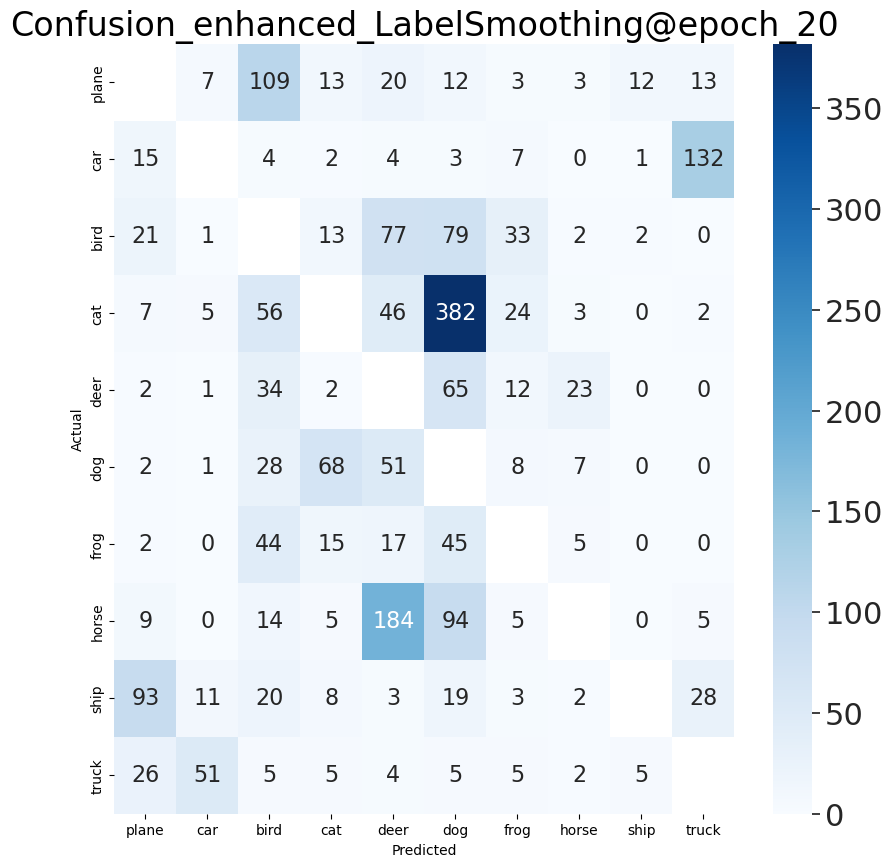 Confusion_enhanced_LabelSmoothing@epoch_20
plane 7 109 13 20 12 3 3 12 13
car 15 4 2 4 3 7 0 1 132
bird 21 1 13 77 79 33 2 2 0
cat 7 5 56 46 382 24 3 0 2
deer 2 1 34 2 65 12 23 0 0
dog 2 1 28 68 51 8 7 0 0
frog 2 0 44 15 17 45 5 0 0
horse 9 0 14 5 184 94 5 0 5
ship 93 11 20 8 3 19 3 2 28
truck 26 51 5 5 4 5 5 2 5
plane car bird cat deer dog frog horse ship truck
Predicted
Actual
350
300
250
200
150
100
50
0